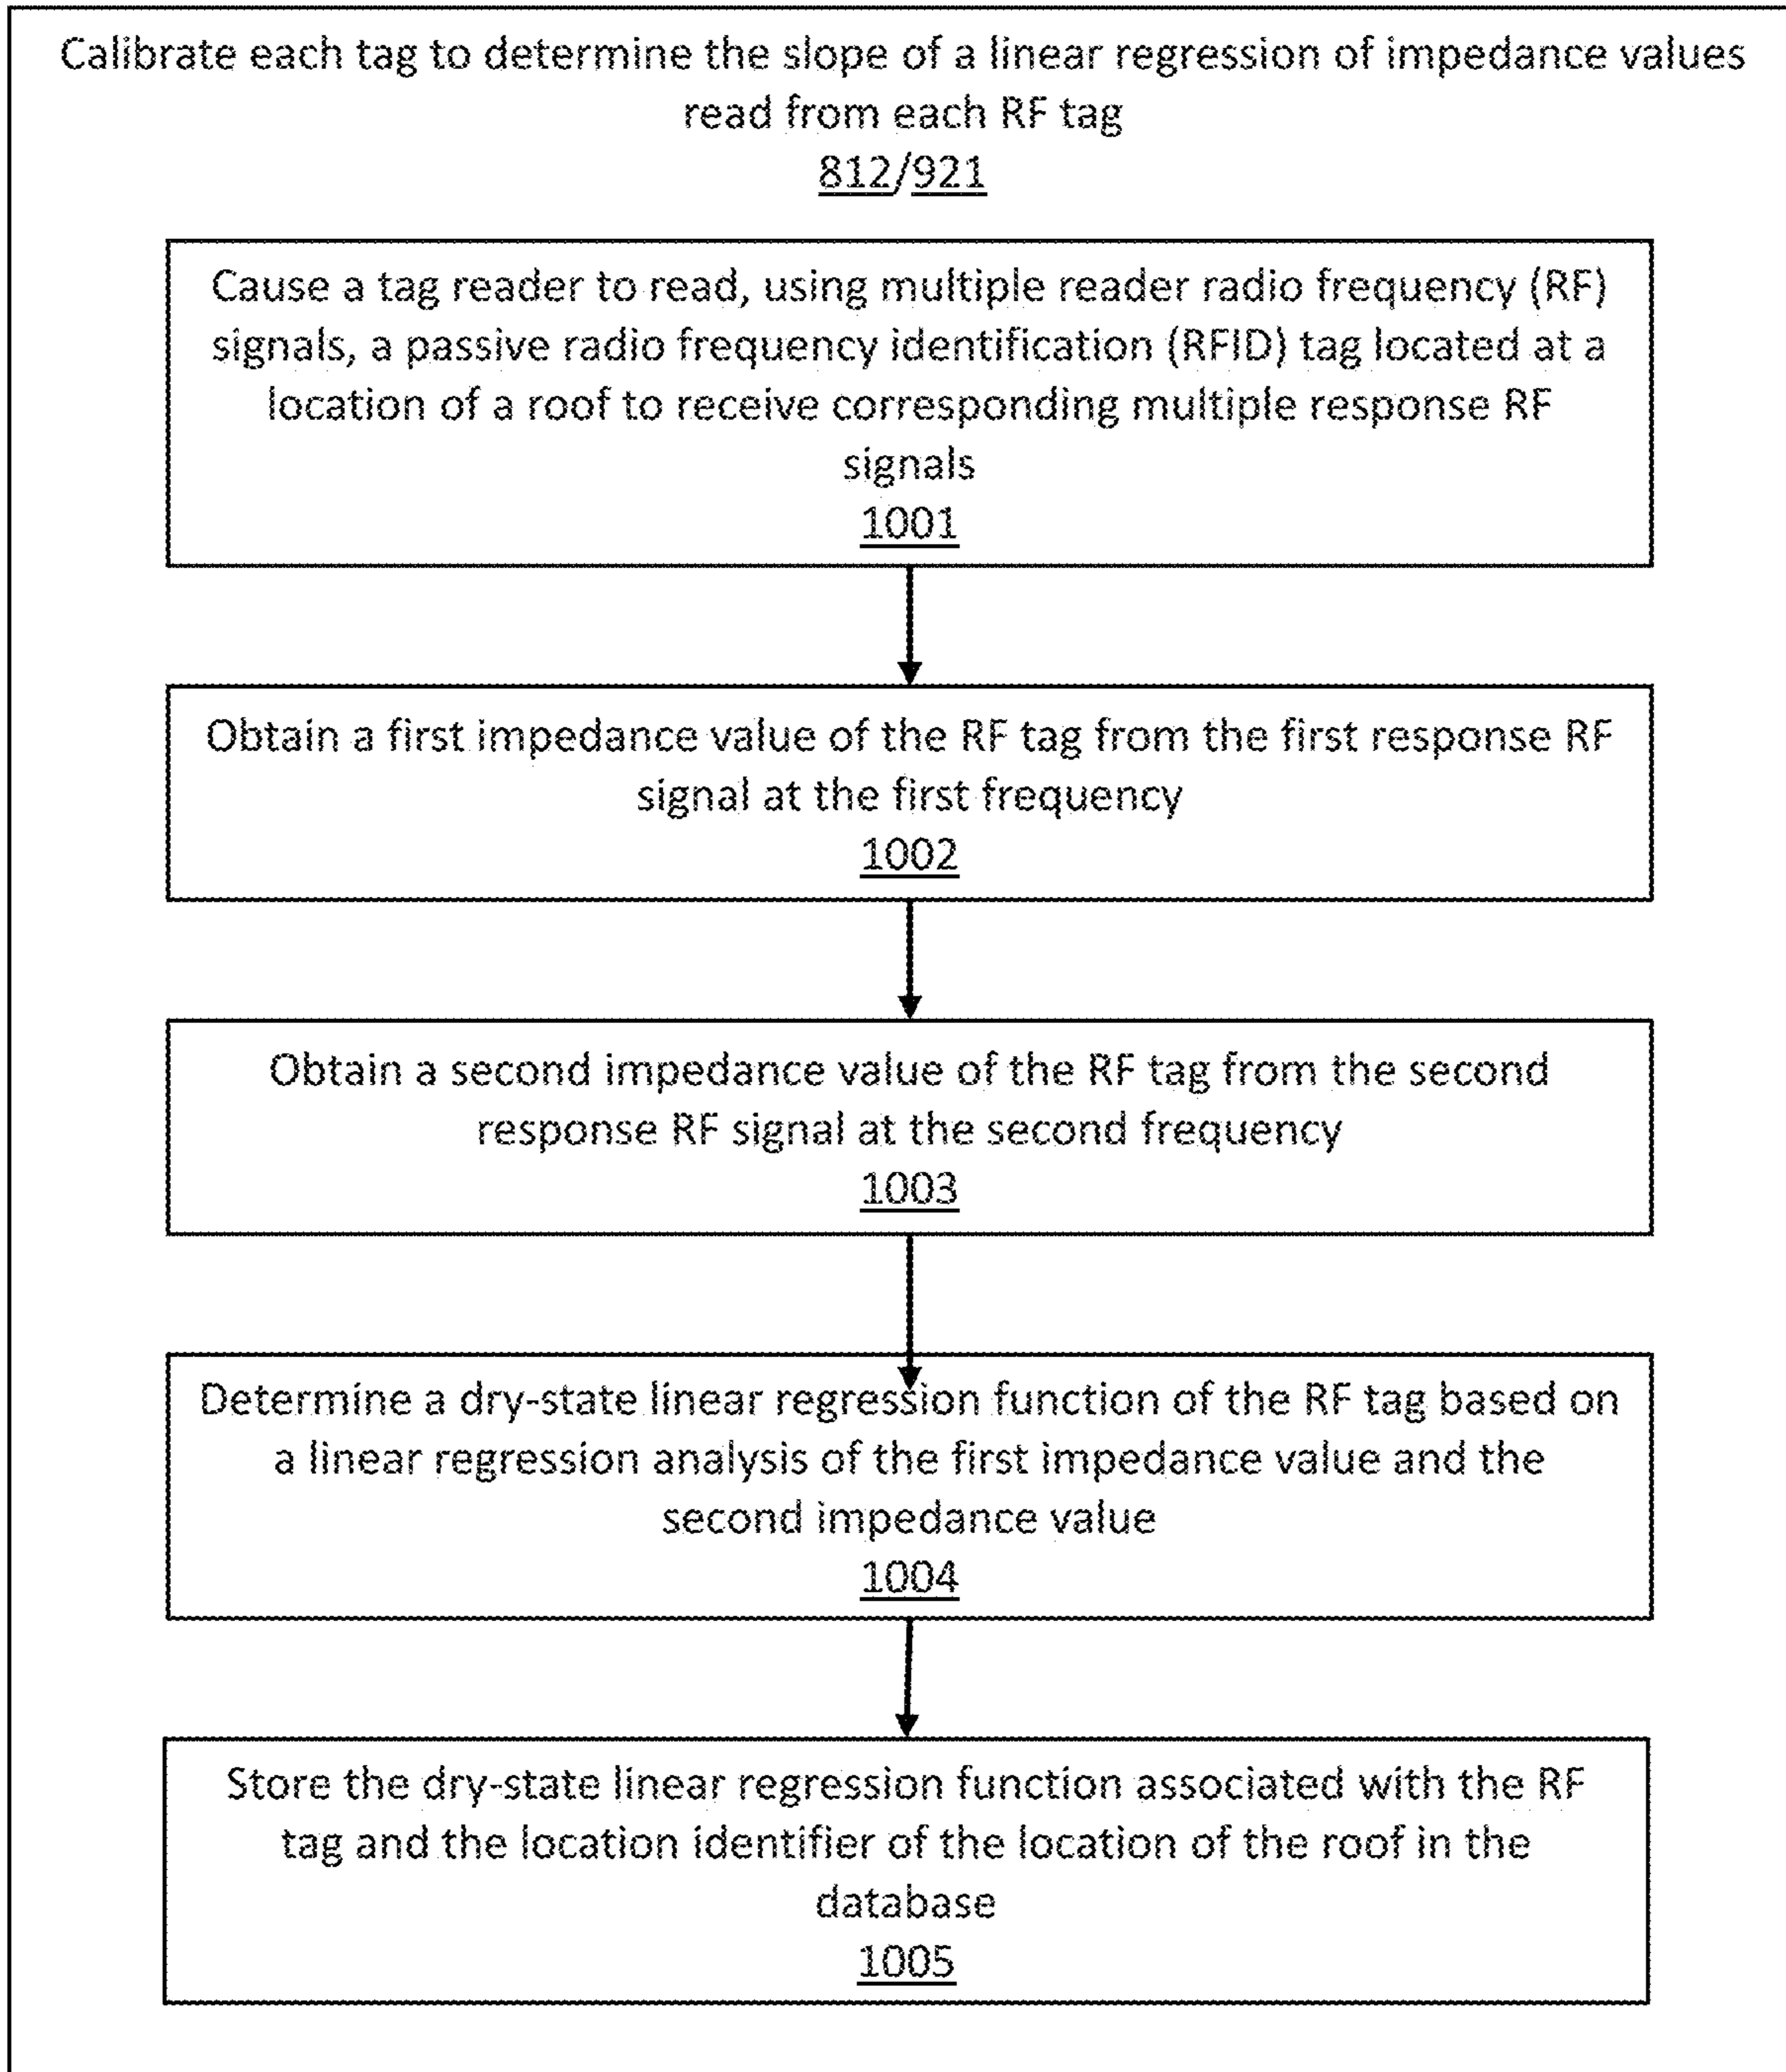 Calibrate each tag to determine the slope of a linear regression of impedance values
read from each RF tag
812/921
Cause a tag reader to read, using multiple reader radio frequency (RF)
signals, a passive radio frequency identification (RFID) tag located at a
location of a roof to receive corresponding multiple response RF
signals
1001
Obtain a first impedance value of the RF tag from the first response RF
signal at the first frequency
1002
Obtain a second impedance value of the RF tag from the second
response RF signal at the second frequency
1003
Determine a dry-state linear regression function of the RF tag based on
a linear regression analysis of the first impedance value and the
second impedance value
1004
Store the dry-state linear regression function associated with the RF
tag and the location identifier of the location of the roof in the
database
1005